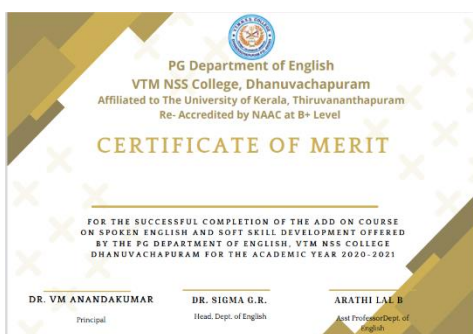 PG Department of English
VTM NSS College, Dhanuvachapuram
Affiliated to The University of Kerala, Thiruvananthapuram
Re- Accredited by NAAC at B+ Level
CERTIFICATE OF MERIT
FOR THE SUCCESSFUL COMPLETION OF THE ADD ON COURSE
ON SPOKEN ENGLISH AND SOFT SKILL DEVELOPMENT OFFERED
BY THE PG DEPARTMENT OF ENGLISH, VTM NSS COLLEGE
DHANUVACHAPURAM FOR THE ACADEMIC YEAR 2020-2021
DR. VM ANANDAKUMAR
Principal
DR. SIGMA G.R.
Head, Dept. of English
ARATHI LAL B
Asst ProfessorDept. of
English